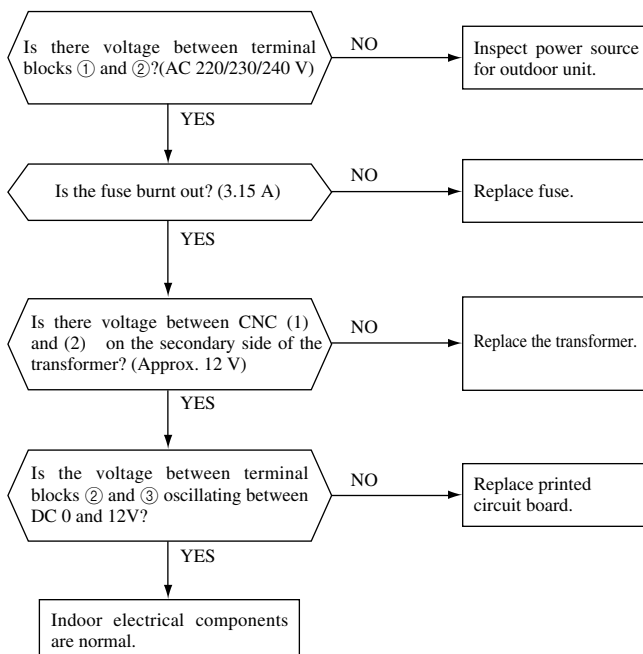 Is there voltage between terminal
blocks ① and ②?(AC 220/230/240 V)
NO
Inspect power source
for outdoor unit.
YES
Is the fuse burnt out? (3.15 A)
NO
Replace fuse.
YES
Is there voltage between CNC (1)
and (2) on the secondary side of the
transformer? (Approx. 12 V)
NO
Replace the transformer.
YES
Is the voltage between terminal
blocks ② and ③ oscillating between
DC 0 and 12V?
NO
Replace printed
circuit board.
YES
Indoor electrical components
are normal.